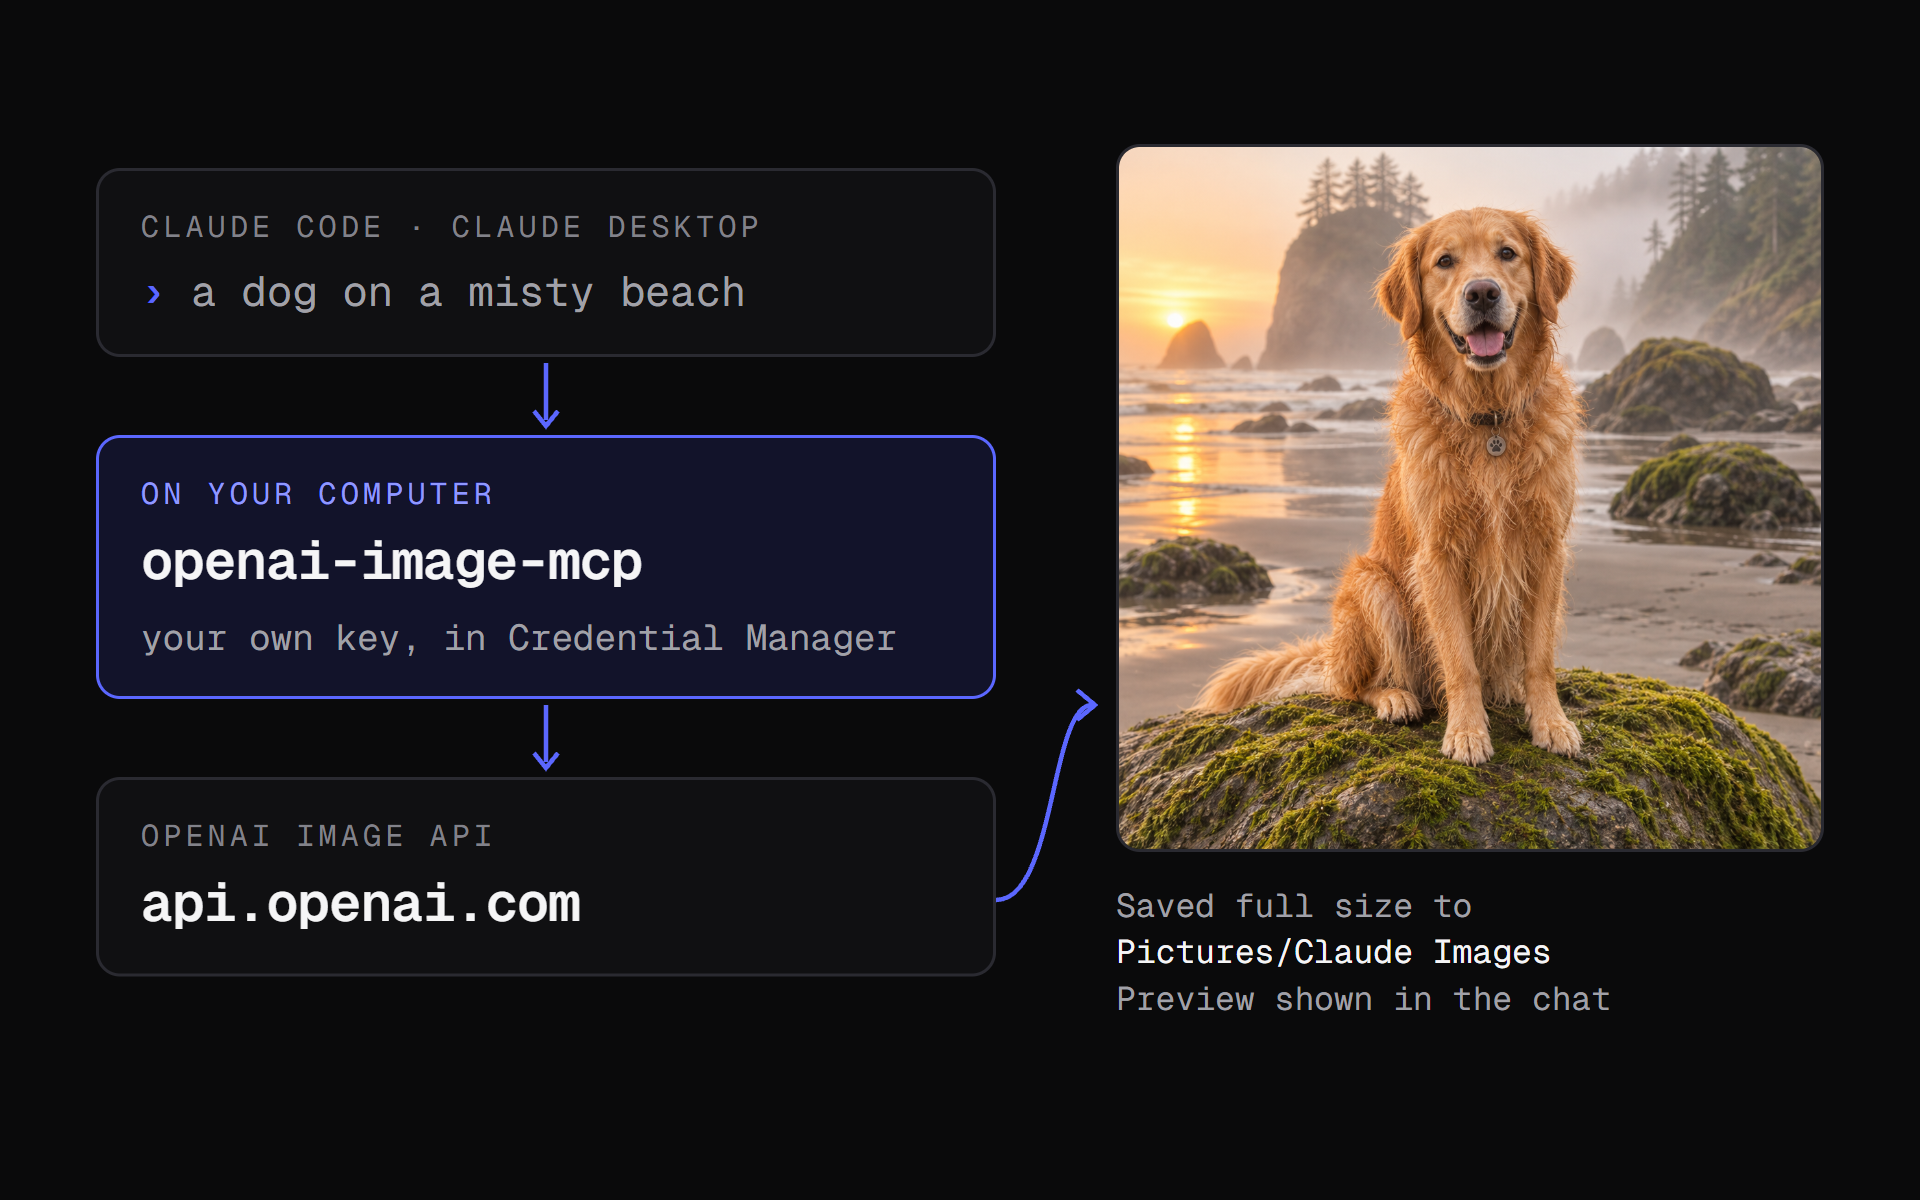 CLAUDE CODE · CLAUDE DESKTOP
› a dog on a misty beach
ON YOUR COMPUTER
openai-image-mcp
your own key, in Credential Manager
OPENAI IMAGE API
api.openai.com
Saved full size to
Pictures/Claude Images
Preview shown in the chat